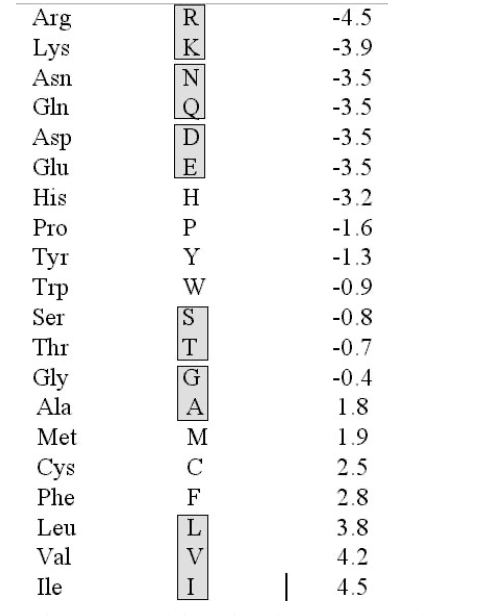 Arg R -4.5
Lys K -3.9
Asn N -3.5
Gln Q -3.5
Asp D -3.5
Glu E -3.5
His H -3.2
Pro P -1.6
Tyr Y -1.3
Trp W -0.9
Ser S -0.8
Thr T -0.7
Gly G -0.4
Ala A 1.8
Met M 1.9
Cys C 2.5
Phe F 2.8
Leu L 3.8
Val V 4.2
Ile I 4.5